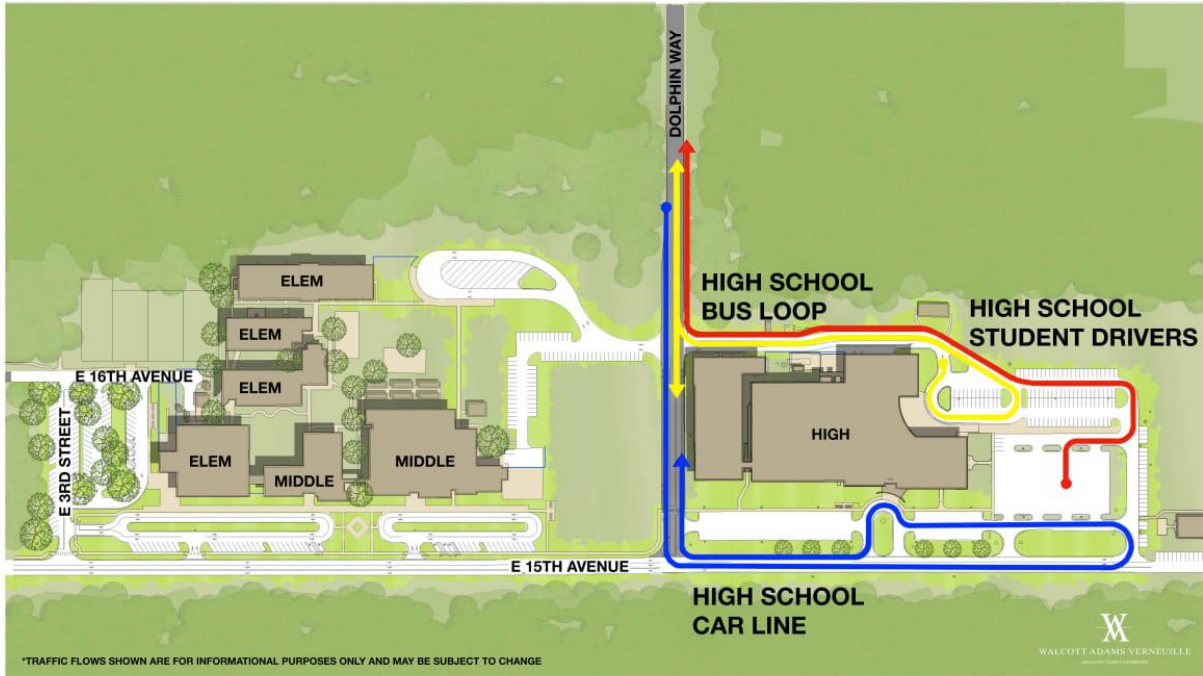 DOLPHIN WAY
HIGH SCHOOL
BUS LOOP
HIGH SCHOOL
STUDENT DRIVERS
ELEM
ELEM
ELEM
E 16TH AVENUE
E 3RD STREET
ELEM
MIDDLE
MIDDLE
HIGH
E 15TH AVENUE
HIGH SCHOOL
CAR LINE
WALCOTT ADAMS VERNEUILLE
*TRAFFIC FLOWS SHOWN ARE FOR INFORMATIONAL PURPOSES ONLY AND MAY BE SUBJECT TO CHANGE